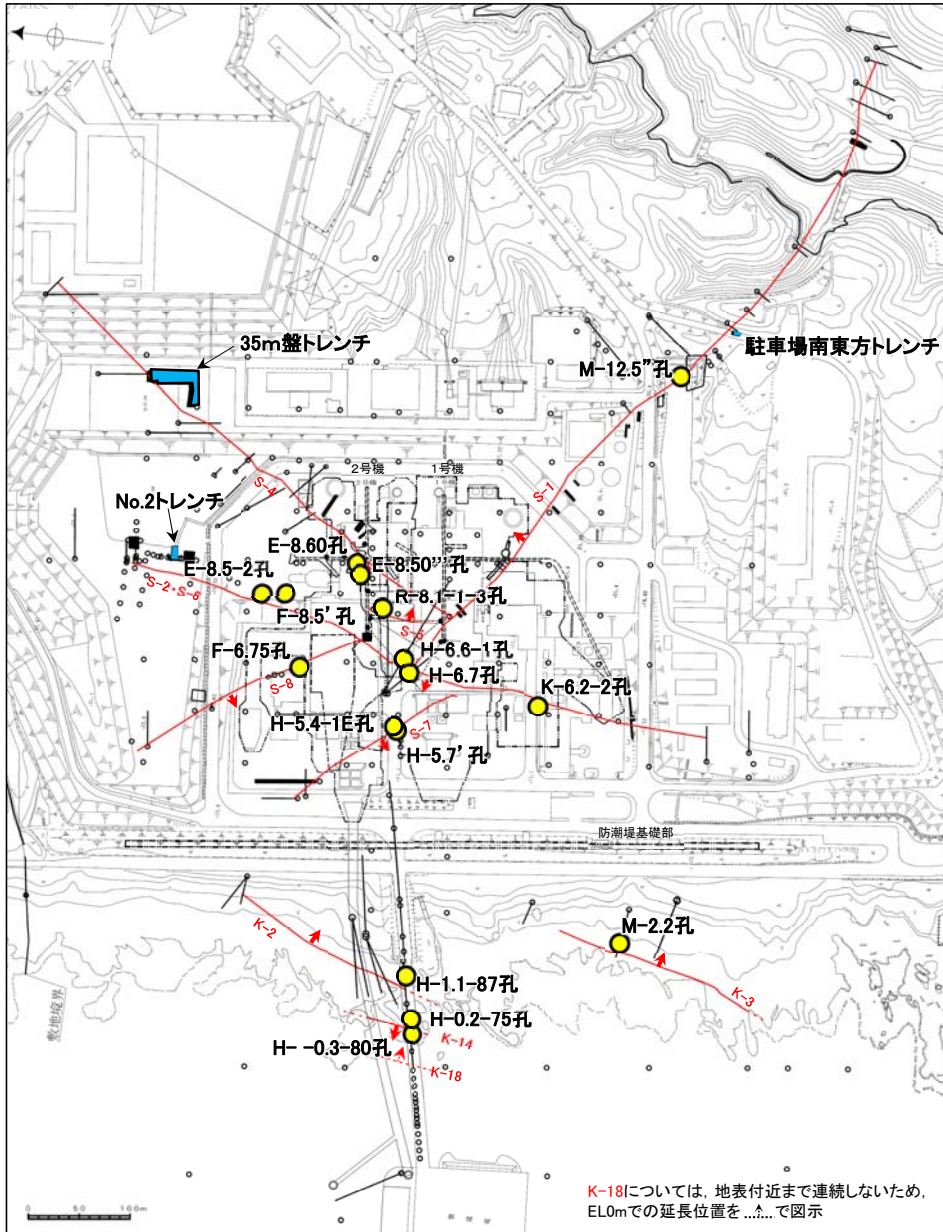 35m盤トレンチ
駐車場南東方トレンチ
M-12.5”孔
2号機
1号機
S-4
S-1
No.2トレンチ
E-8.60孔
E-8.50'''孔
E-8.5-2孔
S-2・S-6
R-8.1-1-3孔
F-8.5'孔
S-5
F-6.75孔
H-6.6-1孔
H-6.7孔
S-8
K-6.2-2孔
H-5.4-1E孔
S-7
H-5.7'孔
防潮堤基礎部
K-2
M-2.2孔
H-1.1-87孔
K-3
敷地境界
H-0.2-75孔
K-14
H- -0.3-80孔
K-18
K-18については，地表付近まで連続しないため，
EL0mでの延長位置を で図示
0 50 100m